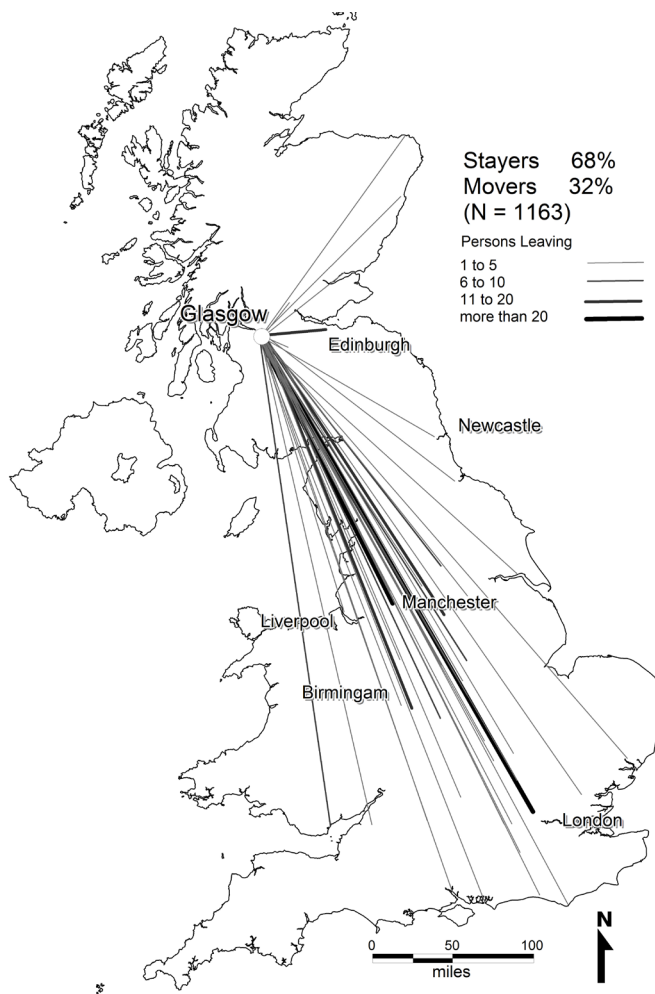 Stayers 68%
Movers 32%
(N = 1163)
Persons Leaving
1 to 5
6 to 10
11 to 20
more than 20
Glasgow
Edinburgh
Newcastle
Manchester
Liverpool
Birmingam
London
N
0 50 100
miles